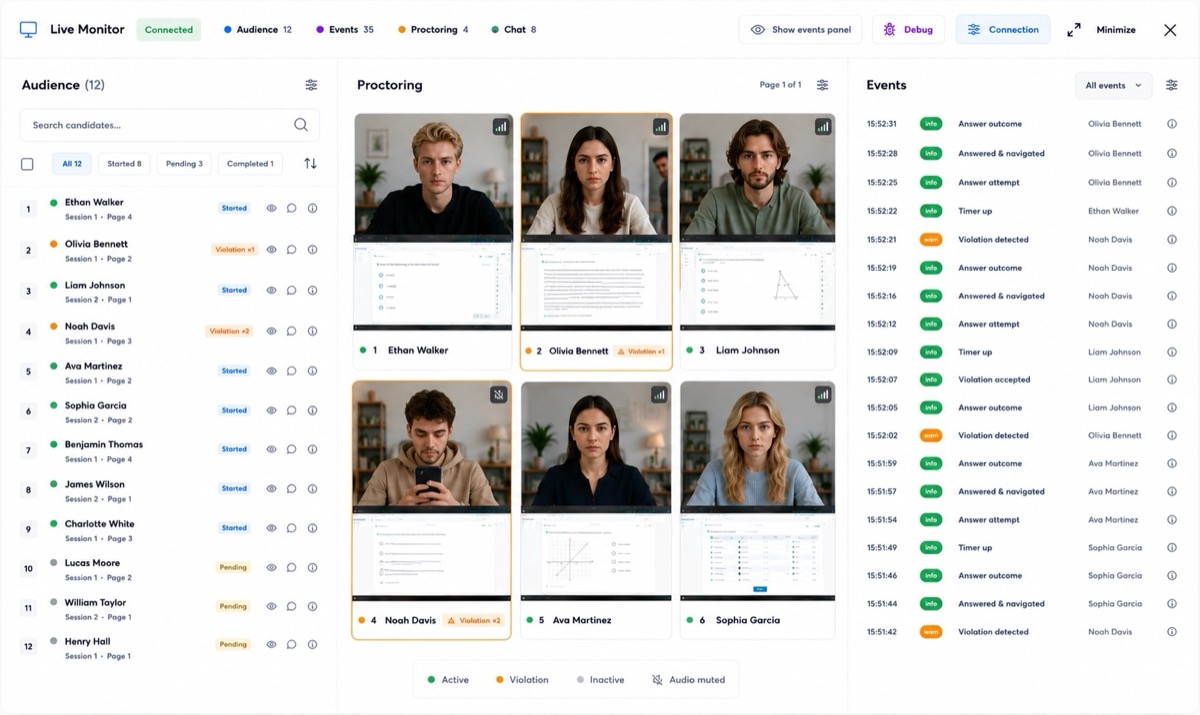 Live Monitor
Connected
Audience 12
Events 35
Proctoring 4
Chat 8
Show events panel
Debug
Connection
Minimize
Audience (12)
Search candidates...
All 12
Started 8
Pending 3
Completed 1
1 Ethan Walker Started
Session 1 • Page 4
2 Olivia Bennett Violation ×1
Session 1 • Page 2
3 Liam Johnson Started
Session 2 • Page 1
4 Noah Davis Violation ×2
Session 1 • Page 3
5 Ava Martinez Started
Session 1 • Page 2
6 Sophia Garcia Started
Session 2 • Page 2
7 Benjamin Thomas Started
Session 1 • Page 4
8 James Wilson Started
Session 2 • Page 1
9 Charlotte White Started
Session 1 • Page 3
10 Lucas Moore Pending
Session 1 • Page 2
11 William Taylor Pending
Session 2 • Page 1
12 Henry Hall Pending
Session 1 • Page 1
Proctoring
Page 1 of 1
1 Ethan Walker
2 Olivia Bennett Violation ×1
3 Liam Johnson
4 Noah Davis Violation ×2
5 Ava Martinez
6 Sophia Garcia
Active
Violation
Inactive
Audio muted
Events
All events
15:52:31 info Answer outcome Olivia Bennett
15:52:28 info Answered & navigated Olivia Bennett
15:52:25 info Answer attempt Olivia Bennett
15:52:22 info Timer up Ethan Walker
15:52:21 warn Violation detected Noah Davis
15:52:19 info Answer outcome Noah Davis
15:52:16 info Answered & navigated Noah Davis
15:52:12 info Answer attempt Noah Davis
15:52:09 info Timer up Liam Johnson
15:52:07 info Violation accepted Liam Johnson
15:52:05 info Answer outcome Liam Johnson
15:52:02 warn Violation detected Olivia Bennett
15:51:59 info Answer outcome Ava Martinez
15:51:57 info Answered & navigated Ava Martinez
15:51:54 info Answer attempt Ava Martinez
15:51:49 info Timer up Sophia Garcia
15:51:46 info Answer outcome Sophia Garcia
15:51:44 info Answered & navigated Sophia Garcia
15:51:42 warn Violation detected Noah Davis